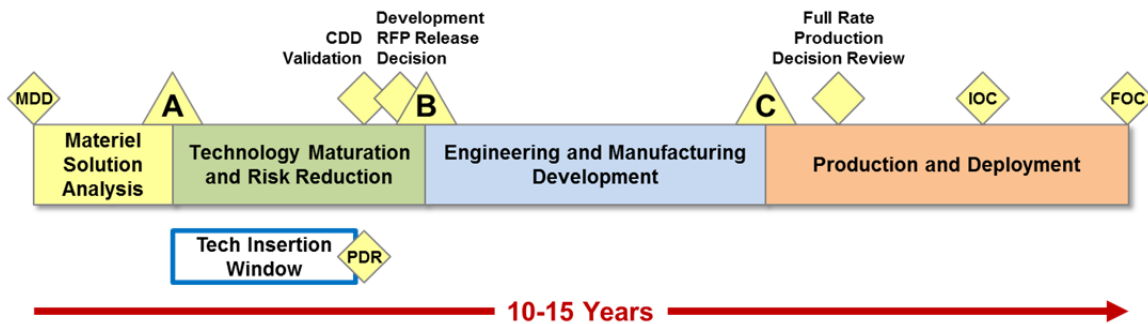 Development
CDD RFP Release
Validation Decision
Full Rate
Production
Decision Review
MDD
A
B
C
IOC
FOC
Materiel
Solution
Analysis
Technology Maturation
and Risk Reduction
Engineering and Manufacturing
Development
Production and Deployment
Tech Insertion
Window
PDR
10-15 Years